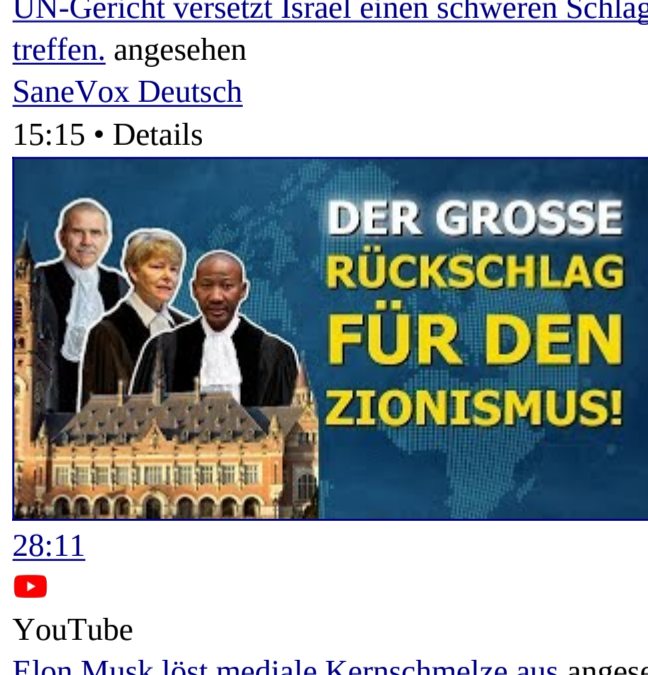 UN-Gericht versetzt Israel einen schweren Schlag
treffen. angesehen
SaneVox Deutsch
15:15 • Details
DER GROSSE
RÜCKSCHLAG
FÜR DEN
ZIONISMUS!
28:11
YouTube
Elon Musk löst mediale Kernschmelze aus